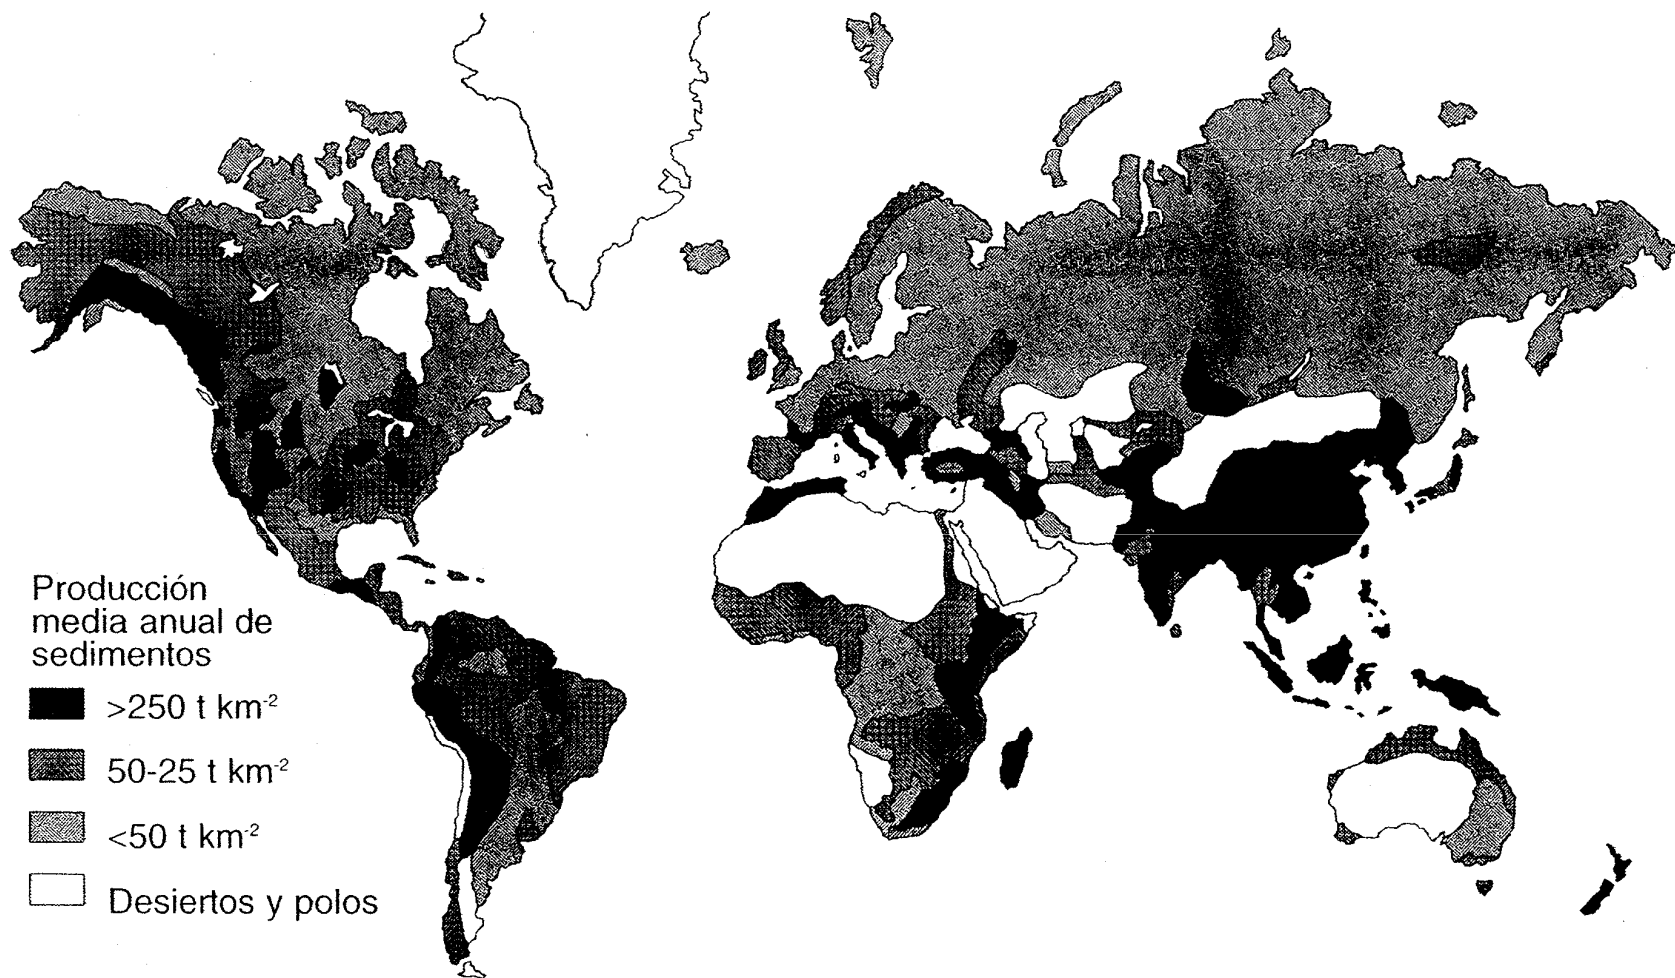 Producción
media anual de
sedimentos
>250 t km⁻²
50-25 t km⁻²
<50 t km⁻²
Desiertos y polos